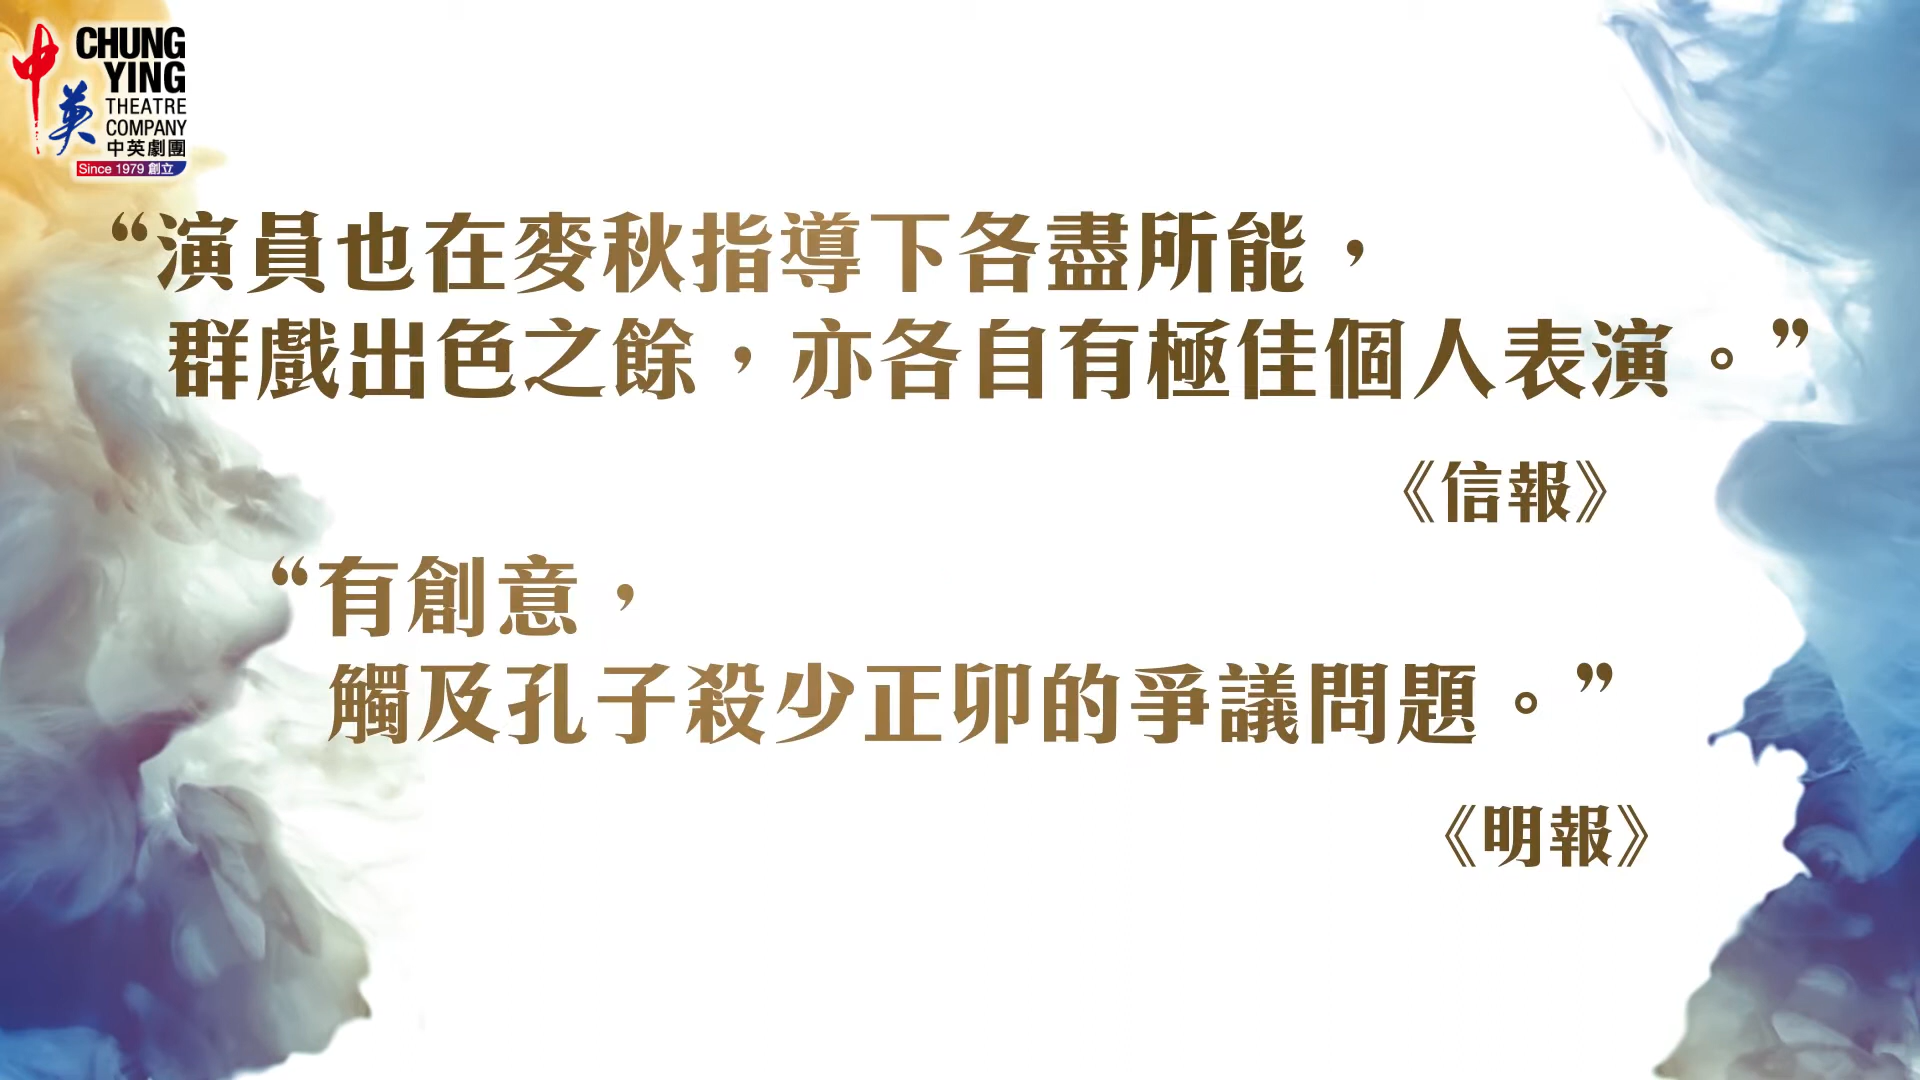 中英
CHUNG
YING
THEATRE
COMPANY
中英劇團
Since 1979 創立
“演員也在麥秋指導下各盡所能，
群戲出色之餘，亦各自有極佳個人表演。”
《信報》
“有創意，
觸及孔子殺少正卯的爭議問題。”
《明報》